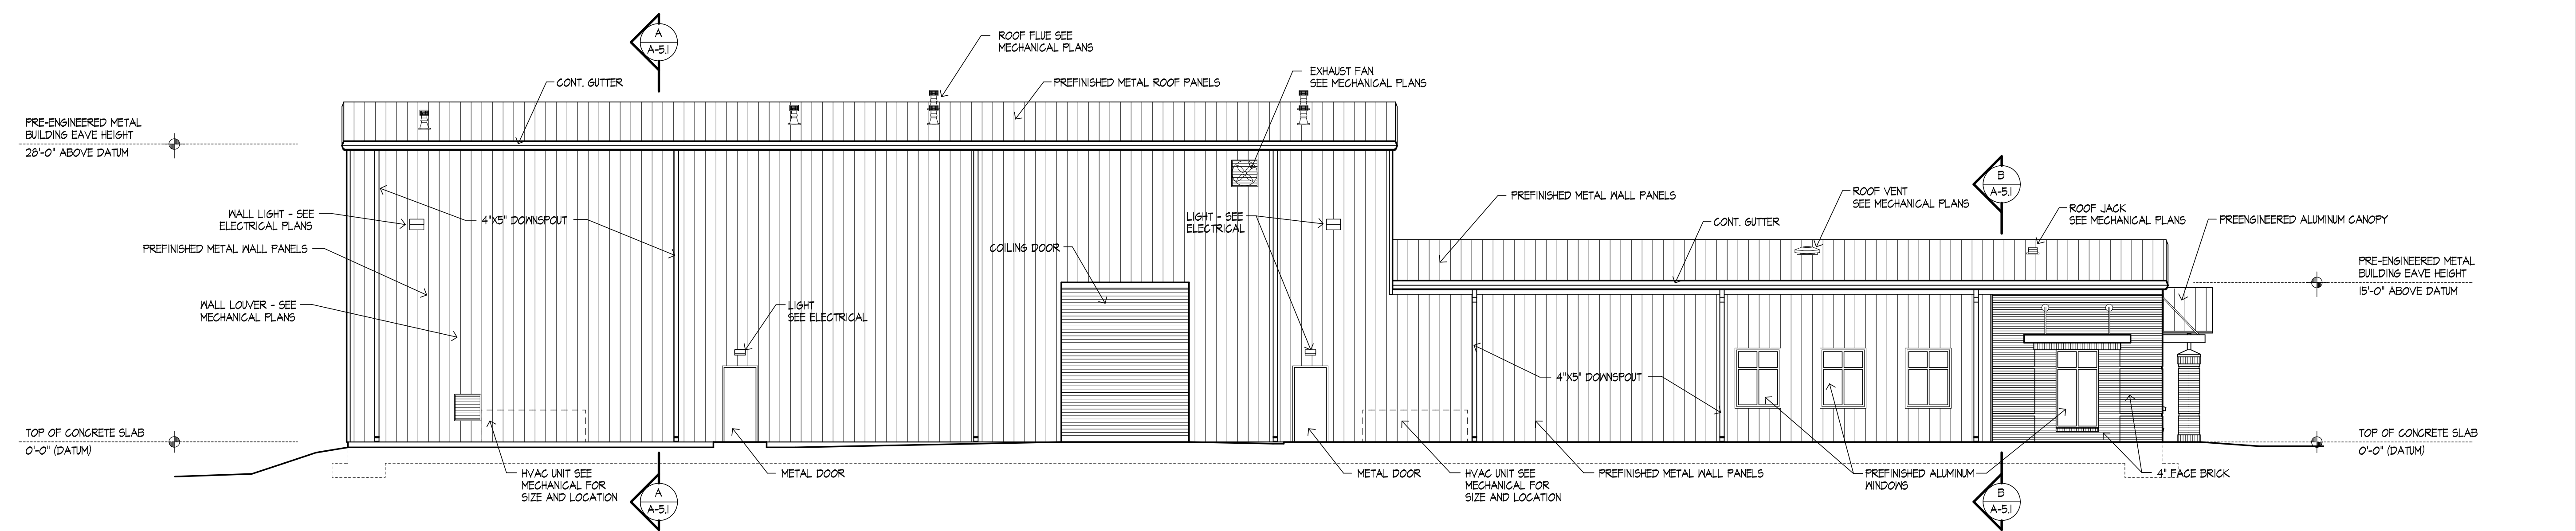 A
A-5.1
ROOF FLUE SEE
MECHANICAL PLANS
CONT. GUTTER
PREFINISHED METAL ROOF PANELS
EXHAUST FAN
SEE MECHANICAL PLANS
PRE-ENGINEERED METAL
BUILDING EAVE HEIGHT
28'-0" ABOVE DATUM
WALL LIGHT - SEE
ELECTRICAL PLANS
4"X5" DOWNSPOUT
PREFINISHED METAL WALL PANELS
WALL LOUVER - SEE
MECHANICAL PLANS
LIGHT
SEE ELECTRICAL
COILING DOOR
LIGHT - SEE
ELECTRICAL
PREFINISHED METAL WALL PANELS
CONT. GUTTER
ROOF VENT
SEE MECHANICAL PLANS
B
A-5.1
ROOF JACK
SEE MECHANICAL PLANS
PREENGINEERED ALUMINUM CANOPY
PRE-ENGINEERED METAL
BUILDING EAVE HEIGHT
15'-0" ABOVE DATUM
4"X5" DOWNSPOUT
TOP OF CONCRETE SLAB
0'-0" (DATUM)
HVAC UNIT SEE
MECHANICAL FOR
SIZE AND LOCATION
A
A-5.1
METAL DOOR
METAL DOOR
HVAC UNIT SEE
MECHANICAL FOR
SIZE AND LOCATION
PREFINISHED METAL WALL PANELS
PREFINISHED ALUMINUM
WINDOWS
B
A-5.1
4" FACE BRICK
TOP OF CONCRETE SLAB
0'-0" (DATUM)